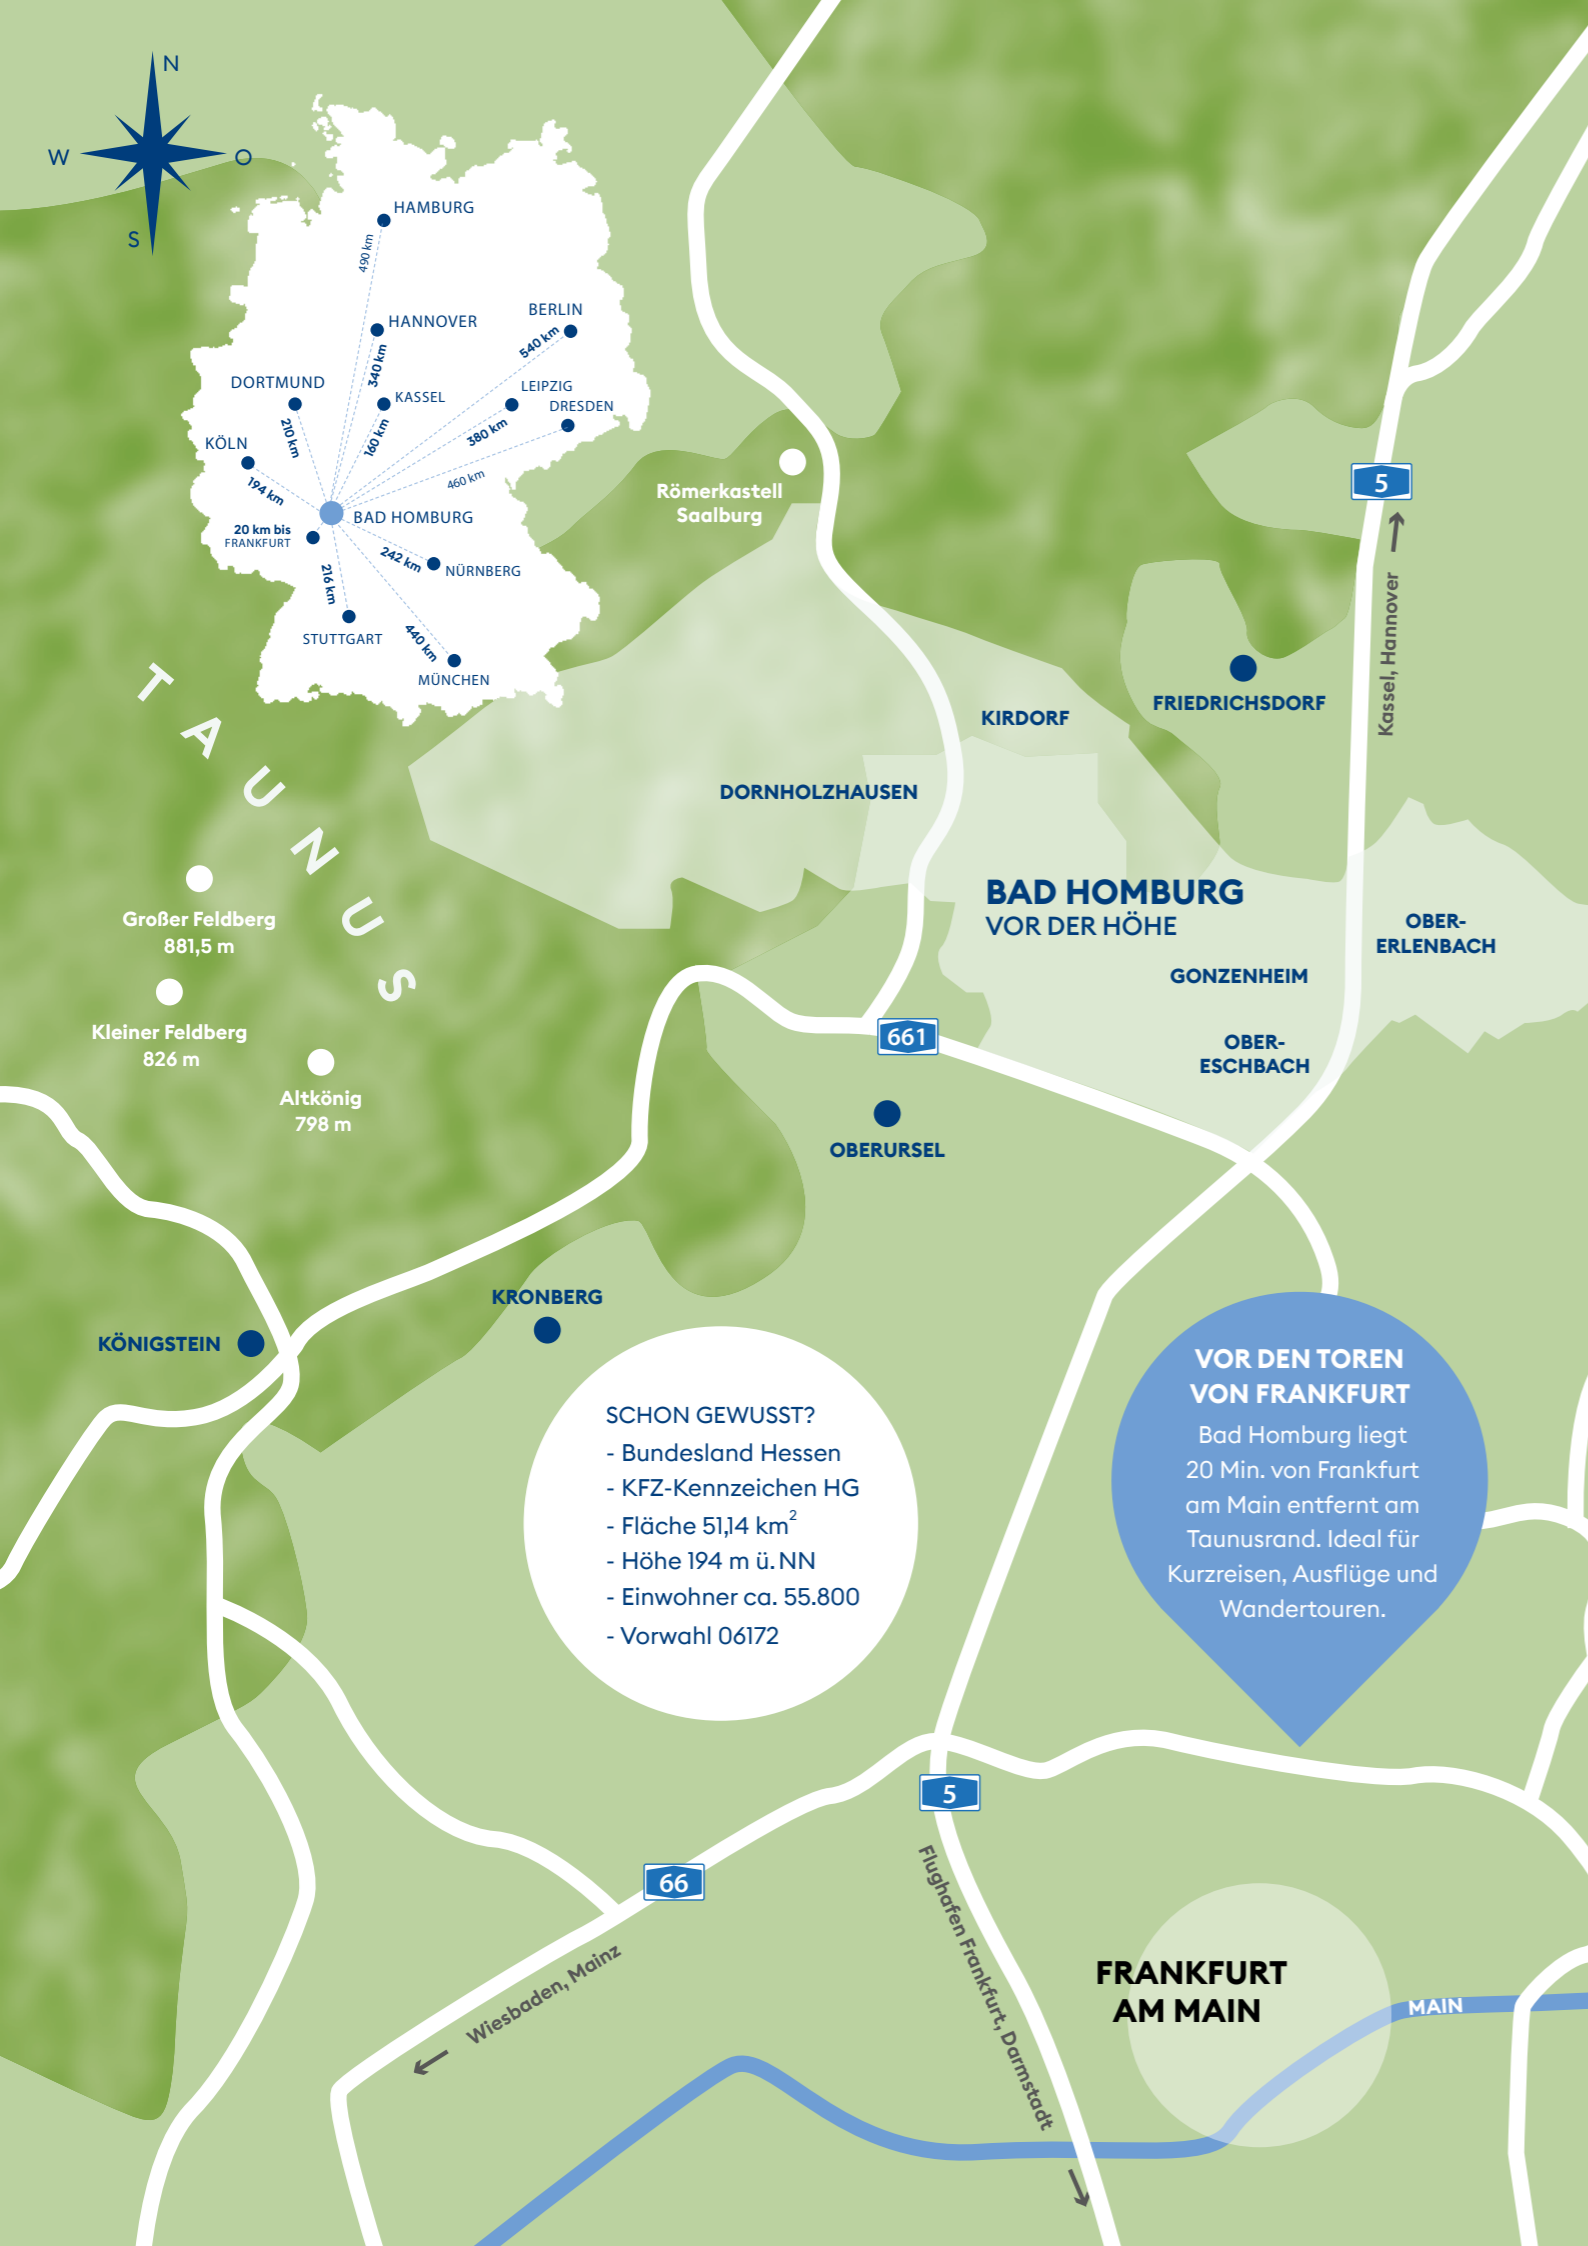 N
W
O
S
HAMBURG
490 km
HANNOVER
340 km
BERLIN
540 km
DORTMUND
210 km
KASSEL
160 km
LEIPZIG
380 km
DRESDEN
460 km
KÖLN
194 km
BAD HOMBURG
20 km bis
FRANKFURT
242 km
NÜRNBERG
216 km
STUTTGART
440 km
MÜNCHEN
Römerkastell
Saalburg
5
Kassel, Hannover
TAUNUS
KIRDORF
FRIEDRICHSDORF
DORNHOLZHAUSEN
BAD HOMBURG
VOR DER HÖHE
OBER-
ERLENBACH
GONZENHEIM
OBER-
ESCHBACH
Großer Feldberg
881,5 m
Kleiner Feldberg
826 m
Altkönig
798 m
661
OBERURSEL
KRONBERG
KÖNIGSTEIN
SCHON GEWUSST?
- Bundesland Hessen
- KFZ-Kennzeichen HG
- Fläche 51,14 km²
- Höhe 194 m ü. NN
- Einwohner ca. 55.800
- Vorwahl 06172
VOR DEN TOREN
VON FRANKFURT
Bad Homburg liegt
20 Min. von Frankfurt
am Main entfernt am
Taunusrand. Ideal für
Kurzreisen, Ausflüge und
Wandertouren.
5
66
Wiesbaden, Mainz
Flughafen Frankfurt, Darmstadt
FRANKFURT
AM MAIN
MAIN